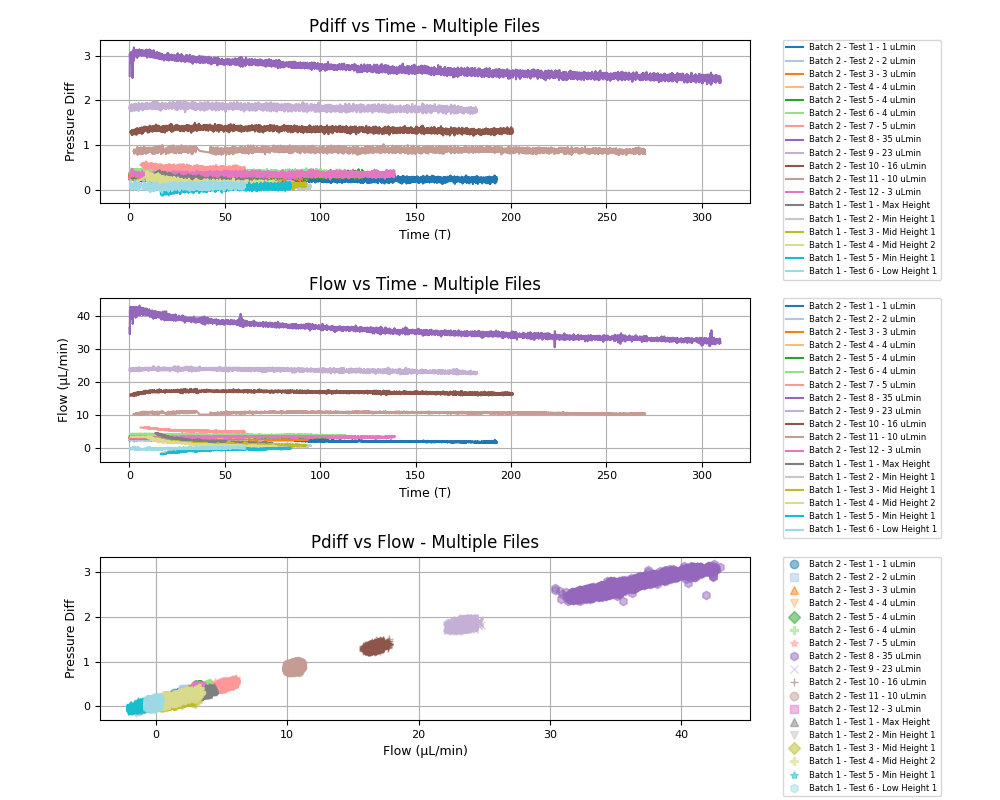 Pdiff vs Time - Multiple Files
3
2
1
0
Pressure Diff
0
50
100
150
200
250
300
Time (T)
Batch 2 - Test 1 - 1 uLmin
Batch 2 - Test 2 - 2 uLmin
Batch 2 - Test 3 - 3 uLmin
Batch 2 - Test 4 - 4 uLmin
Batch 2 - Test 5 - 4 uLmin
Batch 2 - Test 6 - 4 uLmin
Batch 2 - Test 7 - 5 uLmin
Batch 2 - Test 8 - 35 uLmin
Batch 2 - Test 9 - 23 uLmin
Batch 2 - Test 10 - 16 uLmin
Batch 2 - Test 11 - 10 uLmin
Batch 2 - Test 12 - 3 uLmin
Batch 1 - Test 1 - Max Height
Batch 1 - Test 2 - Min Height 1
Batch 1 - Test 3 - Mid Height 1
Batch 1 - Test 4 - Mid Height 2
Batch 1 - Test 5 - Min Height 1
Batch 1 - Test 6 - Low Height 1
Flow vs Time - Multiple Files
40
30
20
10
0
Flow (μL/min)
0
50
100
150
200
250
300
Time (T)
Batch 2 - Test 1 - 1 uLmin
Batch 2 - Test 2 - 2 uLmin
Batch 2 - Test 3 - 3 uLmin
Batch 2 - Test 4 - 4 uLmin
Batch 2 - Test 5 - 4 uLmin
Batch 2 - Test 6 - 4 uLmin
Batch 2 - Test 7 - 5 uLmin
Batch 2 - Test 8 - 35 uLmin
Batch 2 - Test 9 - 23 uLmin
Batch 2 - Test 10 - 16 uLmin
Batch 2 - Test 11 - 10 uLmin
Batch 2 - Test 12 - 3 uLmin
Batch 1 - Test 1 - Max Height
Batch 1 - Test 2 - Min Height 1
Batch 1 - Test 3 - Mid Height 1
Batch 1 - Test 4 - Mid Height 2
Batch 1 - Test 5 - Min Height 1
Batch 1 - Test 6 - Low Height 1
Pdiff vs Flow - Multiple Files
3
2
1
0
Pressure Diff
0
10
20
30
40
Flow (μL/min)
Batch 2 - Test 1 - 1 uLmin
Batch 2 - Test 2 - 2 uLmin
Batch 2 - Test 3 - 3 uLmin
Batch 2 - Test 4 - 4 uLmin
Batch 2 - Test 5 - 4 uLmin
Batch 2 - Test 6 - 4 uLmin
Batch 2 - Test 7 - 5 uLmin
Batch 2 - Test 8 - 35 uLmin
Batch 2 - Test 9 - 23 uLmin
Batch 2 - Test 10 - 16 uLmin
Batch 2 - Test 11 - 10 uLmin
Batch 2 - Test 12 - 3 uLmin
Batch 1 - Test 1 - Max Height
Batch 1 - Test 2 - Min Height 1
Batch 1 - Test 3 - Mid Height 1
Batch 1 - Test 4 - Mid Height 2
Batch 1 - Test 5 - Min Height 1
Batch 1 - Test 6 - Low Height 1